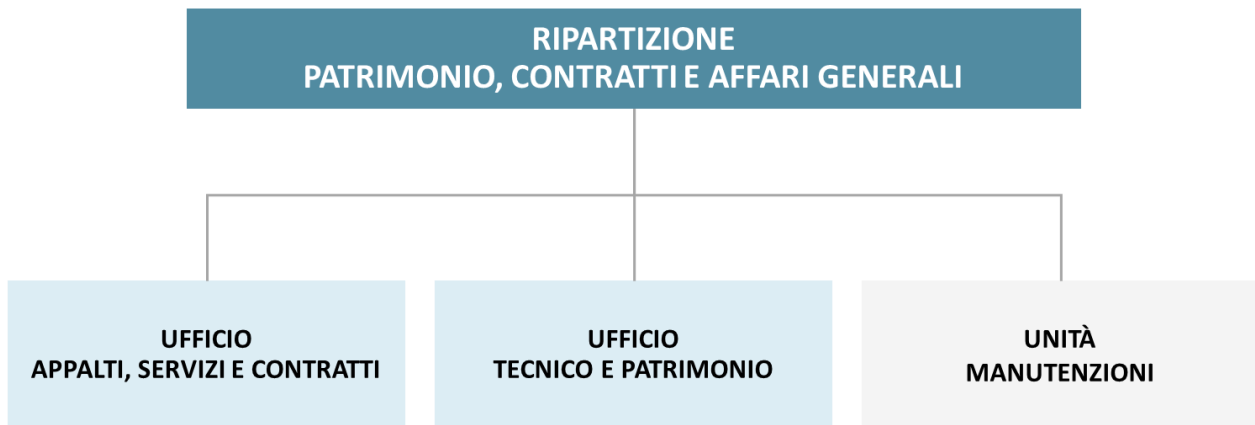 RIPARTIZIONE
PATRIMONIO, CONTRATTI E AFFARI GENERALI
UFFICIO
APPALTI, SERVIZI E CONTRATTI
UFFICIO
TECNICO E PATRIMONIO
UNITÀ
MANUTENZIONI